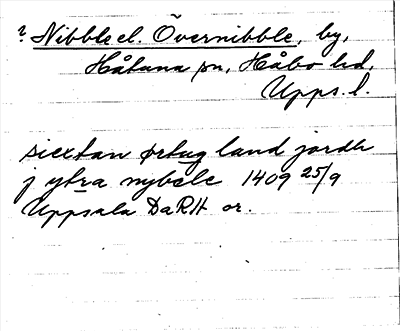 ? Nibble el. Övernibble, by,
Håtuna sn, Håbo hd,
Upps. l.
siextan ørtug land jordh
j ytra nybele 1409 25/9
Uppsala DaRH or.